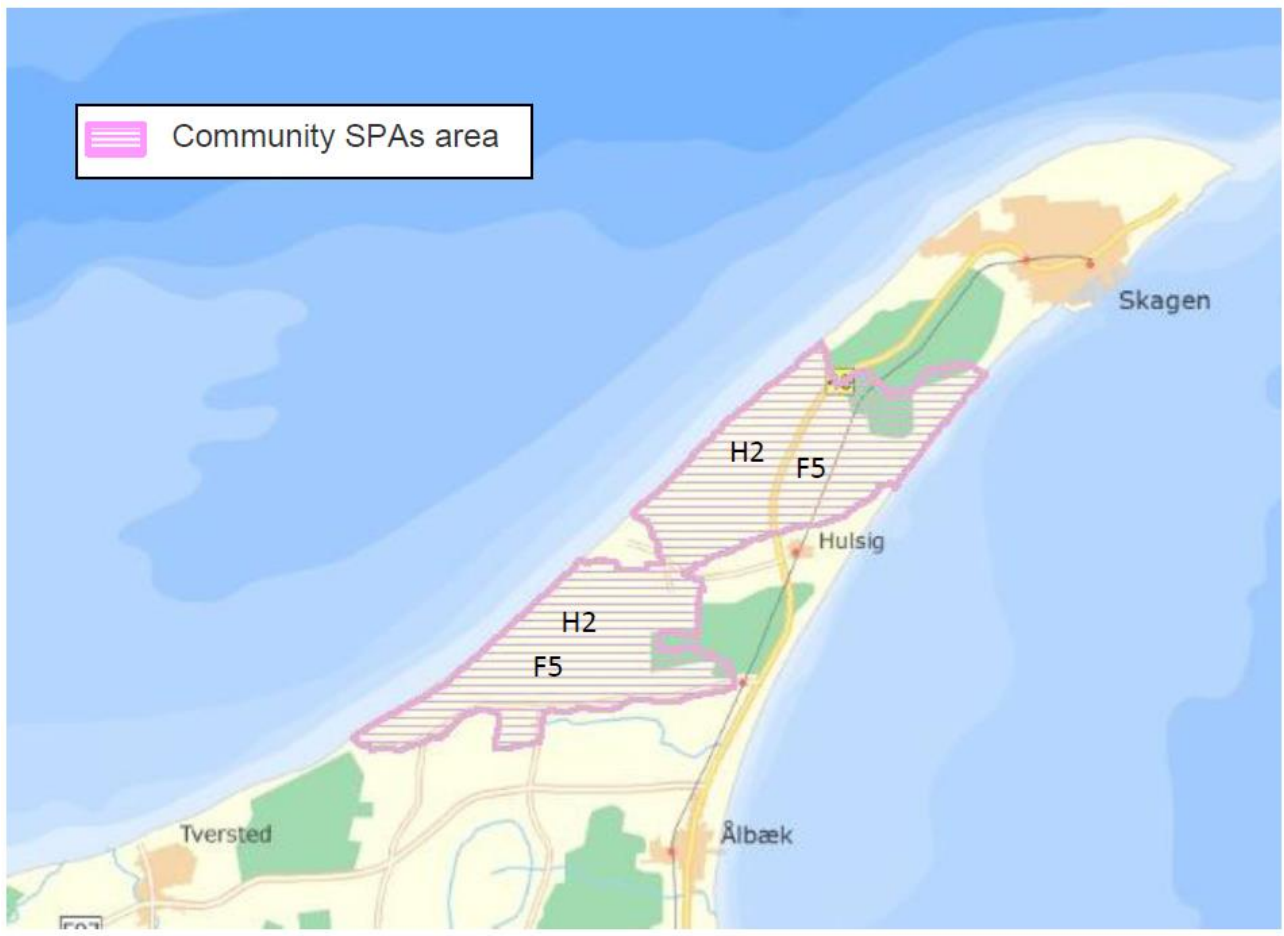 Community SPAs area
Skagen
H2
F5
Hulsig
H2
F5
Tversted
Ålbæk